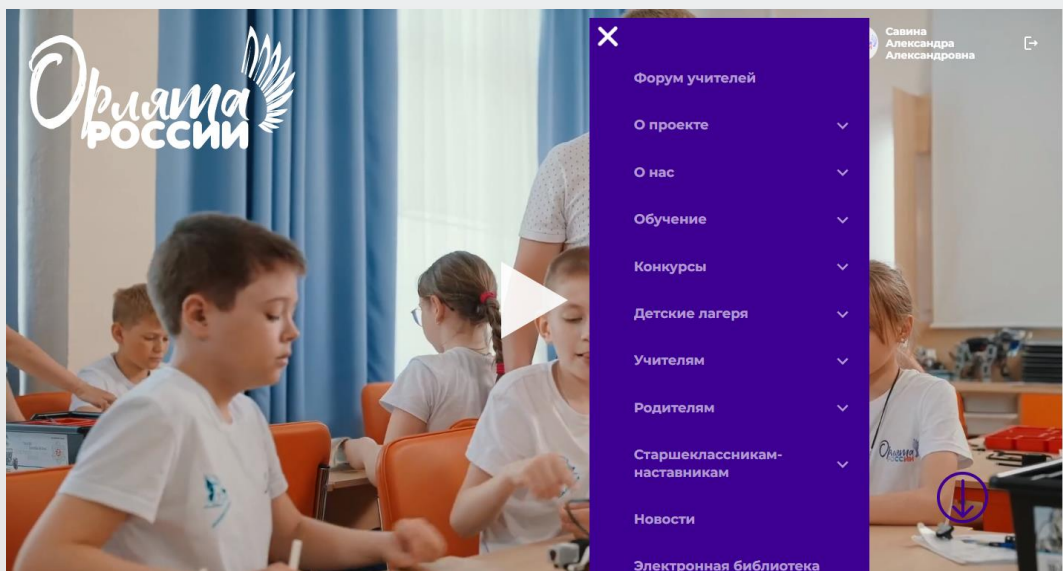 Орлята
РОССИИ
Савина
Александра
Александровна
Форум учителей
О проекте
О нас
Обучение
Конкурсы
Детские лагеря
Учителям
Родителям
Старшеклассникам-
наставникам
Новости
Электронная библиотека
Орлята
РОССИИ